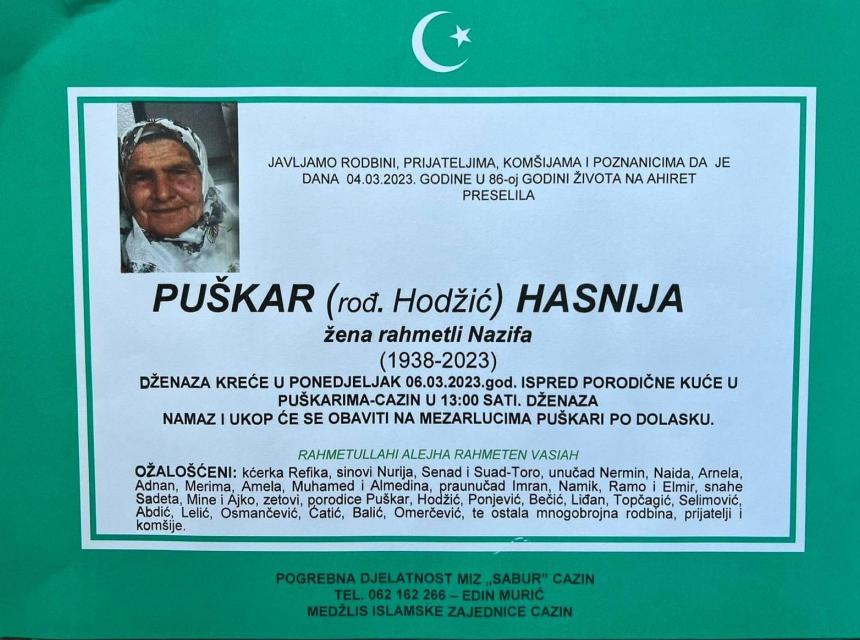 JAVLJAMO RODBINI, PRIJATELJIMA, KOMŠIJAMA I POZNANICIMA DA JE
DANA 04.03.2023. GODINE U 86-oj GODINI ŽIVOTA NA AHIRET
PRESELILA
PUŠKAR (rođ. Hodžić) HASNIJA
žena rahmetli Nazifa
(1938-2023)
DŽENAZA KREĆE U PONEDJELJAK 06.03.2023.god. ISPRED PORODIČNE KUĆE U
PUŠKARIMA-CAZIN U 13:00 SATI. DŽENAZA
NAMAZ I UKOP ĆE SE OBAVITI NA MEZARLUCIMA PUŠKARI PO DOLASKU.
RAHMETULLAHI ALEJHA RAHMETEN VASIAH
OŽALOŠĆENI: kćerka Refika, sinovi Nurija, Senad i Suad-Toro, unučad Nermin, Naida, Arnela,
Adnan, Merima, Amela, Muhamed i Almedina, praunučad Imran, Namik, Ramo i Elmir, snahe
Sadeta, Mine i Ajko, zetovi, porodice Puškar, Hodžić, Ponjević, Bečić, Liđan, Topčagić, Selimović,
Abdić, Lelić, Osmančević, Ćatić, Balić, Omerčević, te ostala mnogobrojna rodbina, prijatelji i
komšije.
POGREBNA DJELATNOST MIZ „SABUR" CAZIN
TEL. 062 162 266 – EDIN MURIĆ
MEDŽLIS ISLAMSKE ZAJEDNICE CAZIN